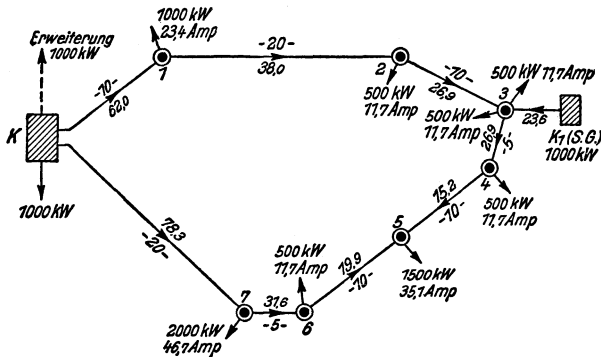 1000 kW
23,4 Amp
Erweiterung
1000 kW
-20-
38,0
1
2
-10-
26,9
500 kW 11,7 Amp
3
23,6
-10-
62,0
500 kW
11,7 Amp
500 kW
11,7 Amp
K
K1 (S.G.)
1000 kW
26,9
-5-
4
1000 kW
15,2
-10-
500 kW
11,7 Amp
5
78,3
-20-
500 kW
11,7 Amp
19,9
-10-
1500 kW
35,1 Amp
7
31,6
-5-
6
2000 kW
46,7 Amp